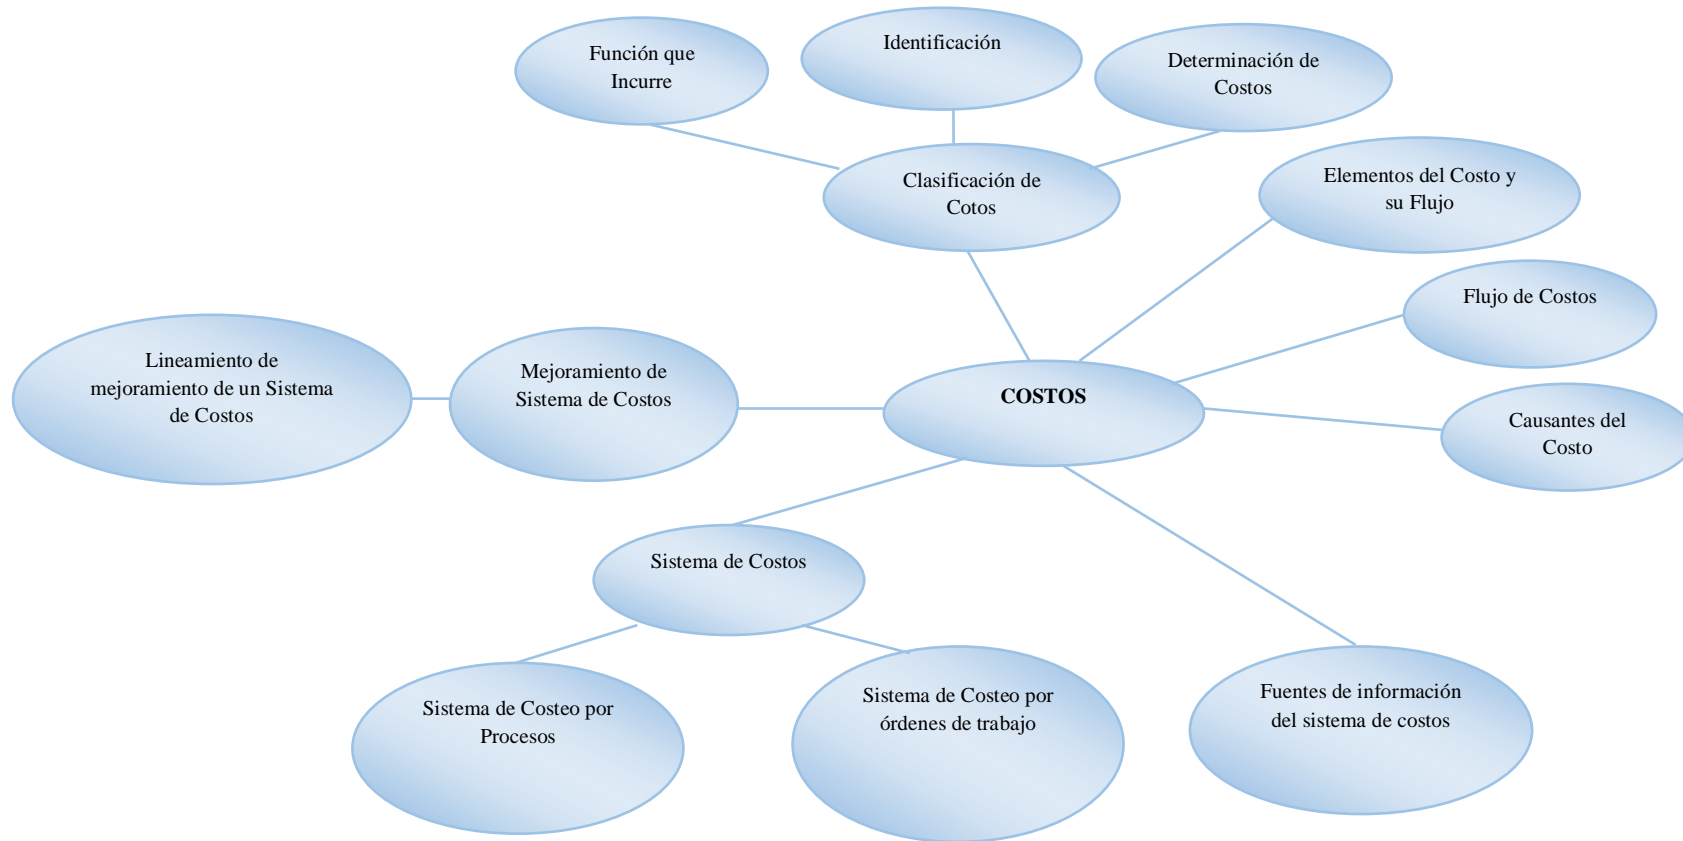 Función que
Incurre
Identificación
Determinación de
Costos
Clasificación de
Cotos
Elementos del Costo y
su Flujo
Flujo de Costos
Lineamiento de
mejoramiento de un Sistema
de Costos
Mejoramiento de
Sistema de Costos
COSTOS
Causantes del
Costo
Sistema de Costos
Sistema de Costeo por
Procesos
Sistema de Costeo por
órdenes de trabajo
Fuentes de información
del sistema de costos